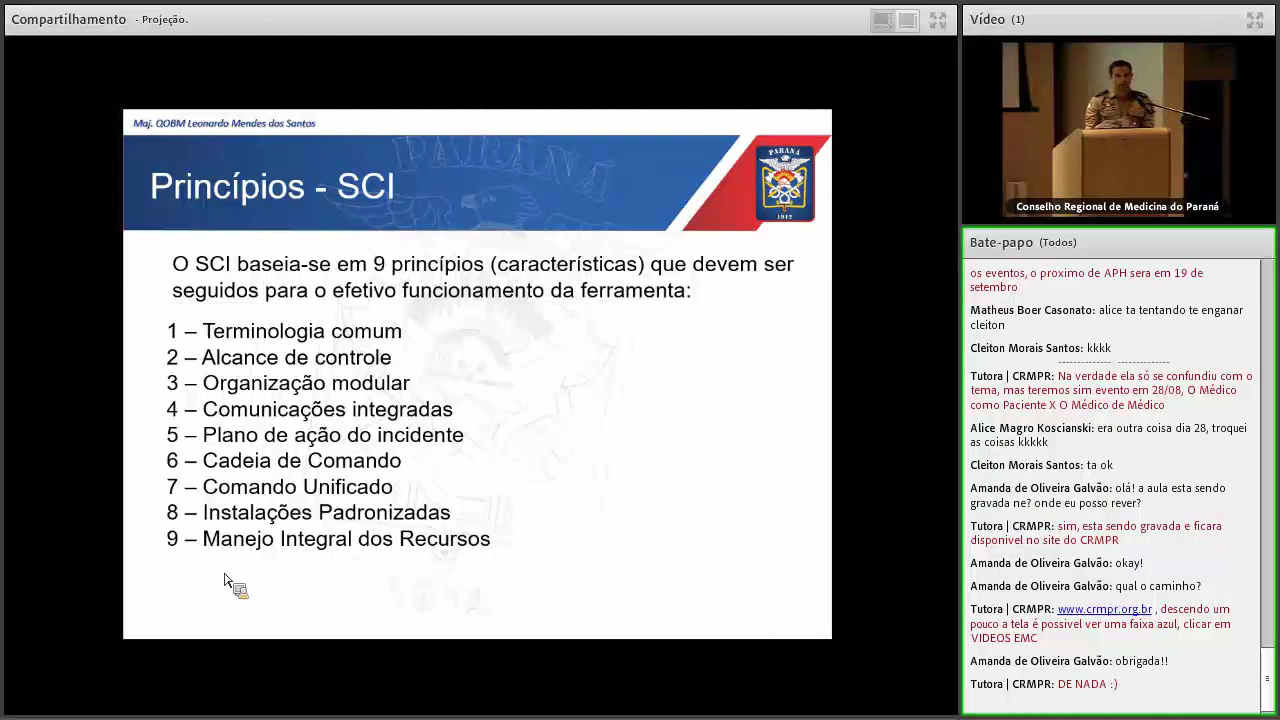 Compartilhamento - Projeção.
Maj. QOBM Leonardo Mendes dos Santos
PARANÁ
Princípios - SCI
PARANÁ
1912
O SCI baseia-se em 9 princípios (características) que devem ser
seguidos para o efetivo funcionamento da ferramenta:
1 – Terminologia comum
2 – Alcance de controle
3 – Organização modular
4 – Comunicações integradas
5 – Plano de ação do incidente
6 – Cadeia de Comando
7 – Comando Unificado
8 – Instalações Padronizadas
9 – Manejo Integral dos Recursos
Vídeo (1)
Conselho Regional de Medicina do Paraná
Bate-papo (Todos)
os eventos, o proximo de APH sera em 19 de
setembro
Matheus Boer Casonato: alice ta tentando te enganar
cleiton
Cleiton Morais Santos: kkkk
------------- -------------
Tutora | CRMPR: Na verdade ela só se confundiu com o
tema, mas teremos sim evento em 28/08, O Médico
como Paciente X O Médico de Médico
Alice Magro Koscianski: era outra coisa dia 28, troquei
as coisas kkkkk
Cleiton Morais Santos: ta ok
Amanda de Oliveira Galvão: olá! a aula esta sendo
gravada ne? onde eu posso rever?
Tutora | CRMPR: sim, esta sendo gravada e ficara
disponivel no site do CRMPR
Amanda de Oliveira Galvão: okay!
Amanda de Oliveira Galvão: qual o caminho?
Tutora | CRMPR: www.crmpr.org.br , descendo um
pouco a tela é possivel ver uma faixa azul, clicar em
VIDEOS EMC
Amanda de Oliveira Galvão: obrigada!!
Tutora | CRMPR: DE NADA :)